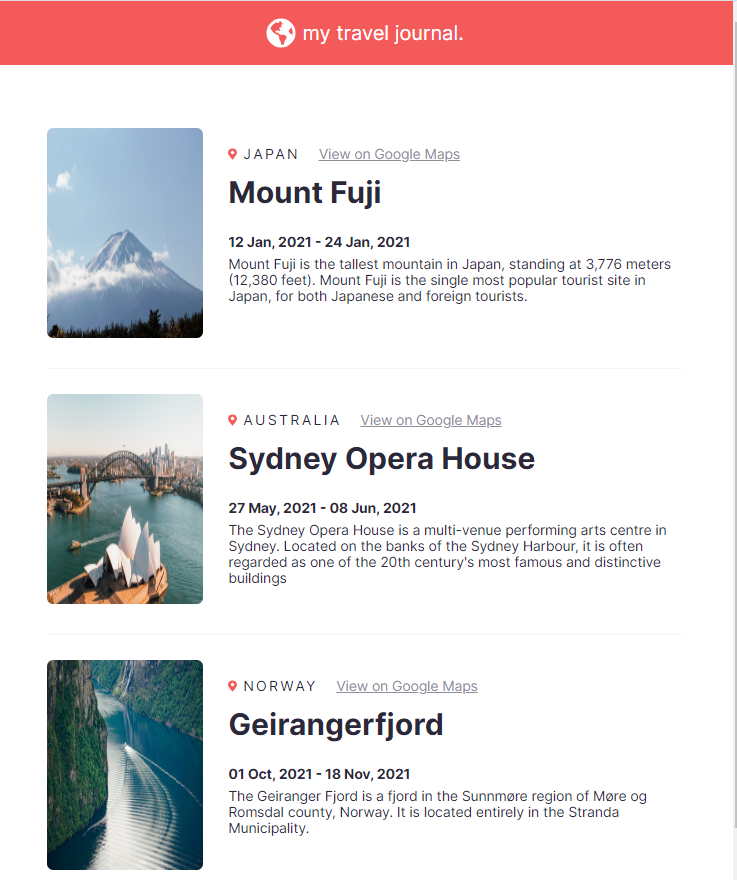 my travel journal.
JAPAN View on Google Maps
Mount Fuji
12 Jan, 2021 - 24 Jan, 2021
Mount Fuji is the tallest mountain in Japan, standing at 3,776 meters
(12,380 feet). Mount Fuji is the single most popular tourist site in
Japan, for both Japanese and foreign tourists.
AUSTRALIA View on Google Maps
Sydney Opera House
27 May, 2021 - 08 Jun, 2021
The Sydney Opera House is a multi-venue performing arts centre in
Sydney. Located on the banks of the Sydney Harbour, it is often
regarded as one of the 20th century's most famous and distinctive
buildings
NORWAY View on Google Maps
Geirangerfjord
01 Oct, 2021 - 18 Nov, 2021
The Geiranger Fjord is a fjord in the Sunnmøre region of Møre og
Romsdal county, Norway. It is located entirely in the Stranda
Municipality.